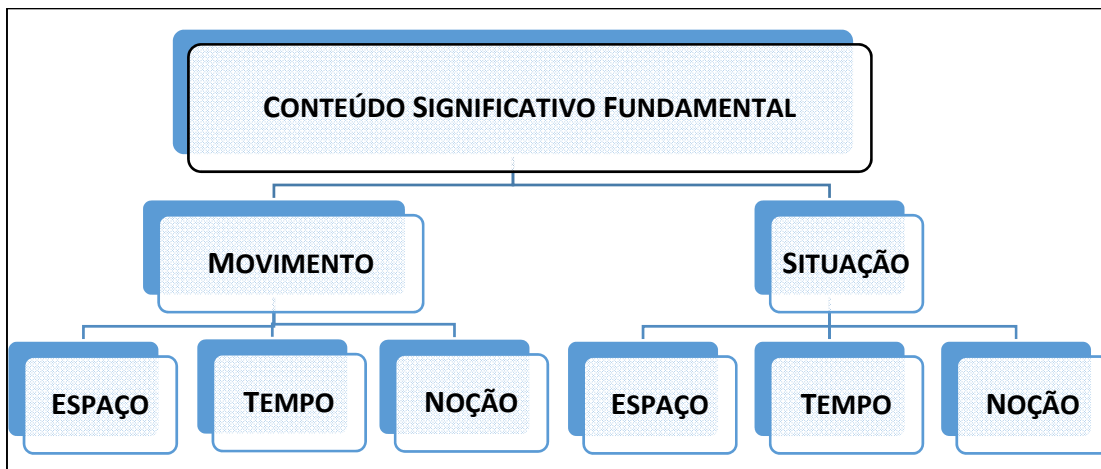 CONTEÚDO SIGNIFICATIVO FUNDAMENTAL
MOVIMENTO
SITUAÇÃO
ESPAÇO
TEMPO
NOÇÃO
ESPAÇO
TEMPO
NOÇÃO